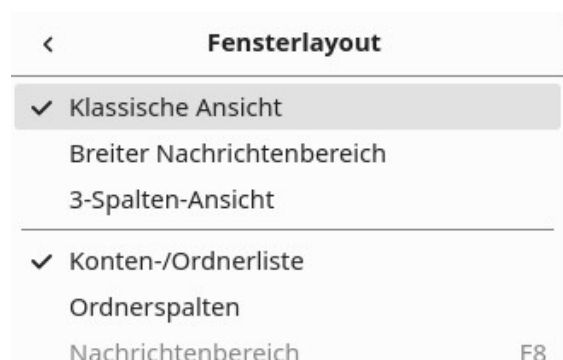 Fensterlayout
Klassische Ansicht
Breiter Nachrichtenbereich
3-Spalten-Ansicht
Konten-/Ordnerliste
Ordnerspalten
Nachrichtenbereich F8